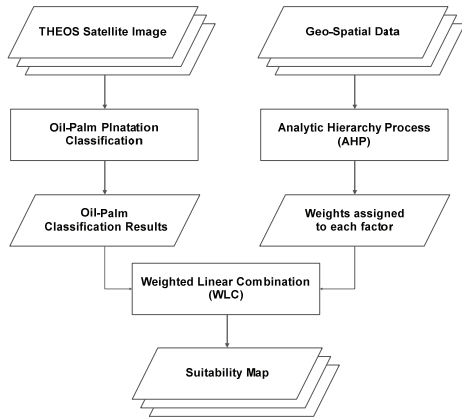 THEOS Satellite Image
Geo-Spatial Data
Oil-Palm Plnatation
Classification
Analytic Hierarchy Process
(AHP)
Oil-Palm
Classification Results
Weights assigned
to each factor
Weighted Linear Combination
(WLC)
Suitability Map